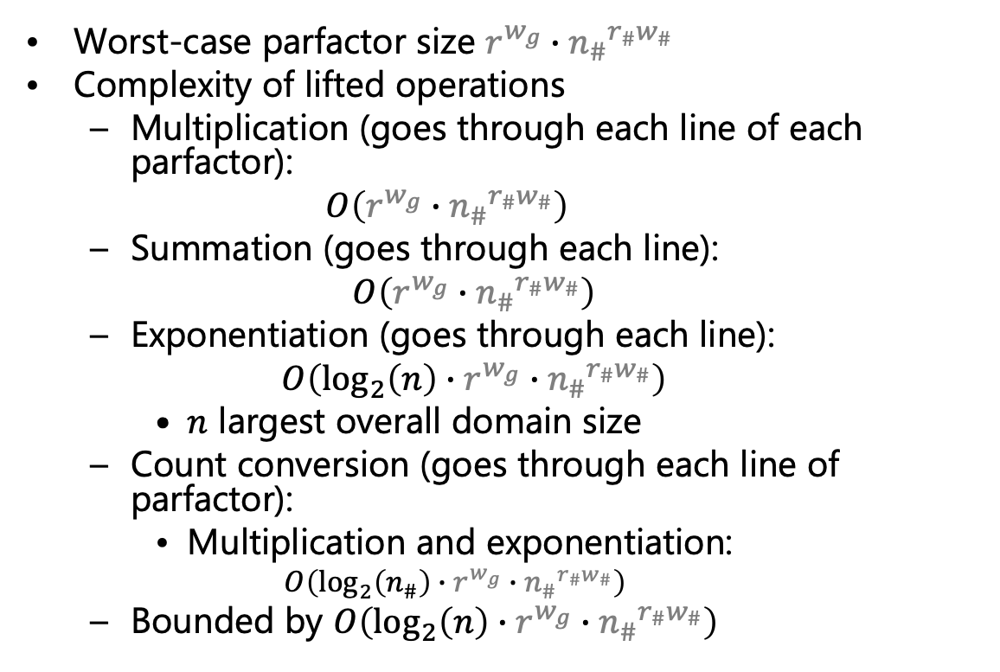 • Worst-case parfactor size $r^{w_g} \cdot n_\#^{r_\# w_\#}$
• Complexity of lifted operations
– Multiplication (goes through each line of each
parfactor):
$O(r^{w_g} \cdot n_\#^{r_\# w_\#})$
– Summation (goes through each line):
$O(r^{w_g} \cdot n_\#^{r_\# w_\#})$
– Exponentiation (goes through each line):
$O(\log_2(n) \cdot r^{w_g} \cdot n_\#^{r_\# w_\#})$
• $n$ largest overall domain size
– Count conversion (goes through each line of
parfactor):
• Multiplication and exponentiation:
$O(\log_2(n_\#) \cdot r^{w_g} \cdot n_\#^{r_\# w_\#})$
– Bounded by $O(\log_2(n) \cdot r^{w_g} \cdot n_\#^{r_\# w_\#})$